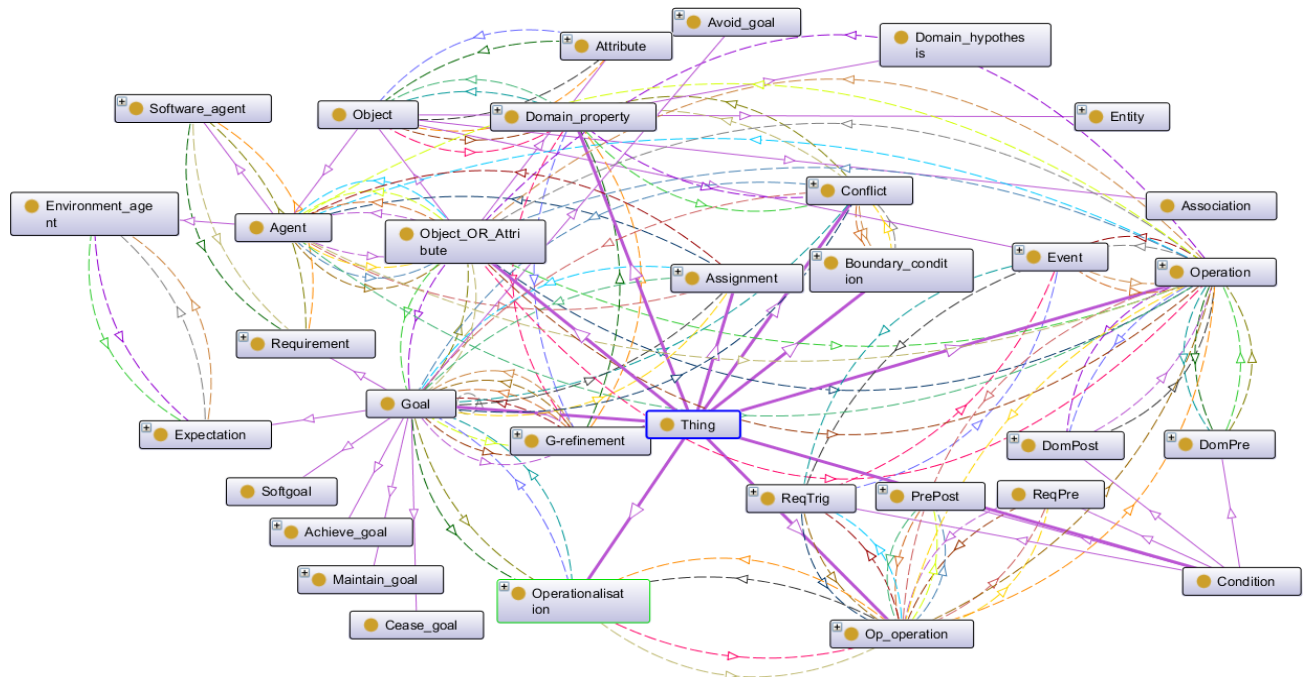 Avoid_goal
Attribute
Domain_hypothes
is
Software_agent
Object
Domain_property
Entity
Environment_age
nt
Conflict
Association
Agent
Object_OR_Attri
bute
Assignment
Boundary_condit
ion
Event
Operation
Requirement
Goal
Thing
Expectation
G-refinement
DomPost
DomPre
Softgoal
ReqTrig
PrePost
ReqPre
Achieve_goal
Maintain_goal
Operationalisat
ion
Condition
Cease_goal
Op_operation